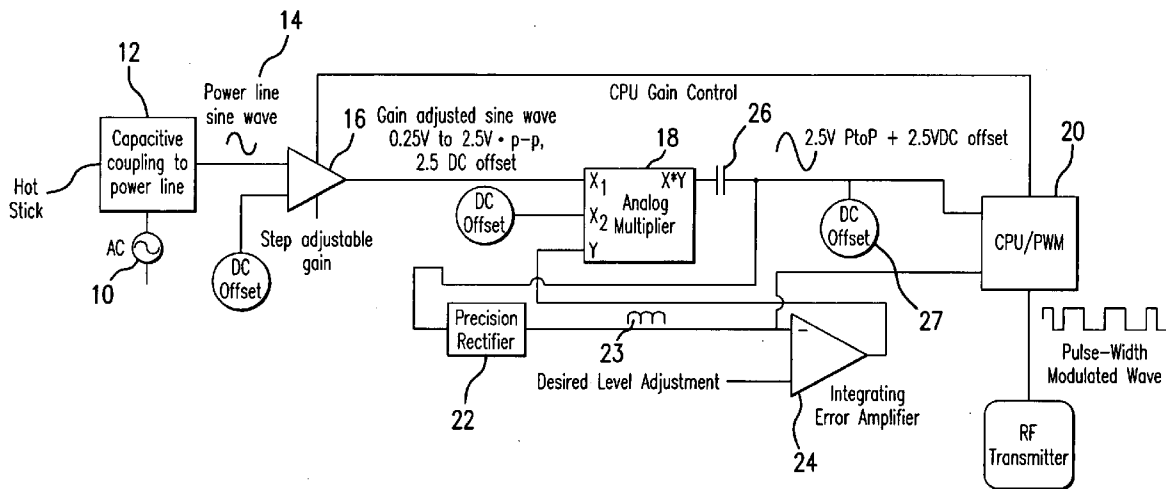 14
12
Power line
sine wave
CPU Gain Control
26
20
16
Gain adjusted sine wave
0.25V to 2.5V • p-p,
2.5 DC offset
18
2.5V PtoP + 2.5VDC offset
Capacitive
coupling to
power line
Hot
Stick
X1
X*Y
X2
Analog
Multiplier
Y
DC
Offset
DC
Offset
CPU/PWM
AC
10
DC
Offset
Step adjustable
gain
27
Precision
Rectifier
23
22
Desired Level Adjustment
−
Integrating
Error Amplifier
24
Pulse-Width
Modulated Wave
RF
Transmitter